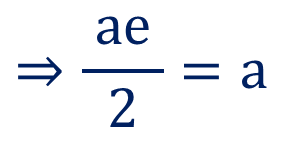 ⇒ ae/2 = a